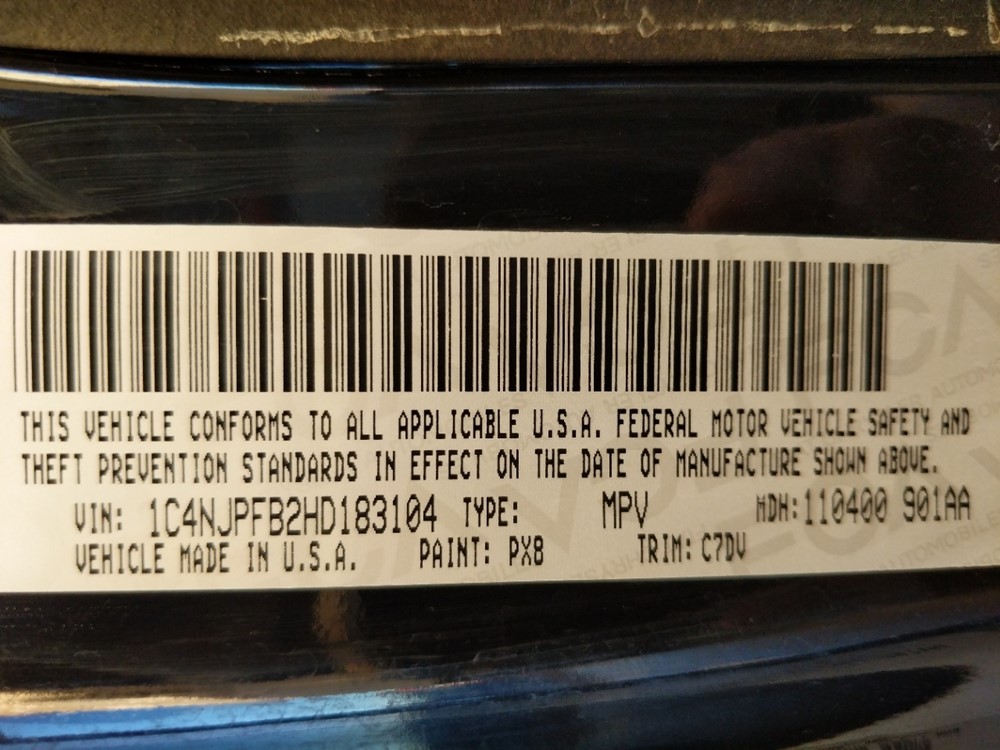 THIS VEHICLE CONFORMS TO ALL APPLICABLE U.S.A. FEDERAL MOTOR VEHICLE SAFETY AND
THEFT PREVENTION STANDARDS IN EFFECT ON THE DATE OF MANUFACTURE SHOWN ABOVE.
VIN: 1C4NJPFB2HD183104 TYPE: MPV MDH:110400 901AA
VEHICLE MADE IN U.S.A. PAINT: PX8 TRIM: C7DV